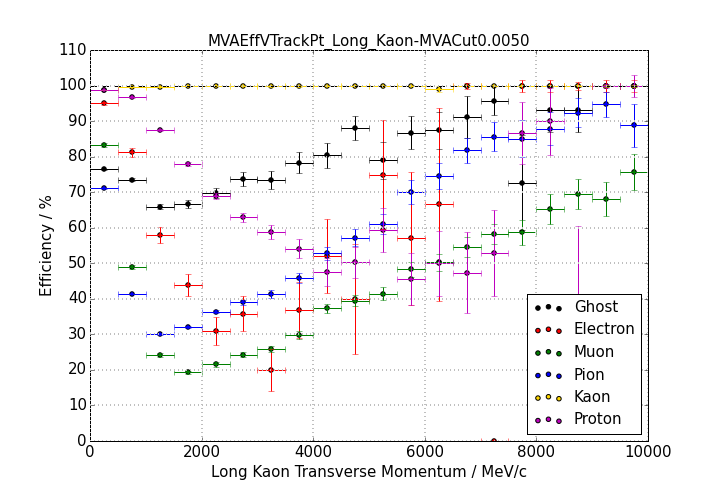 MVAEffVTrackPt_Long_Kaon-MVACut0.0050
110
100
90
80
70
60
50
40
30
20
10
0
Efficiency / %
Ghost
Electron
Muon
Pion
Kaon
Proton
0 2000 4000 6000 8000 10000
Long Kaon Transverse Momentum / MeV/c